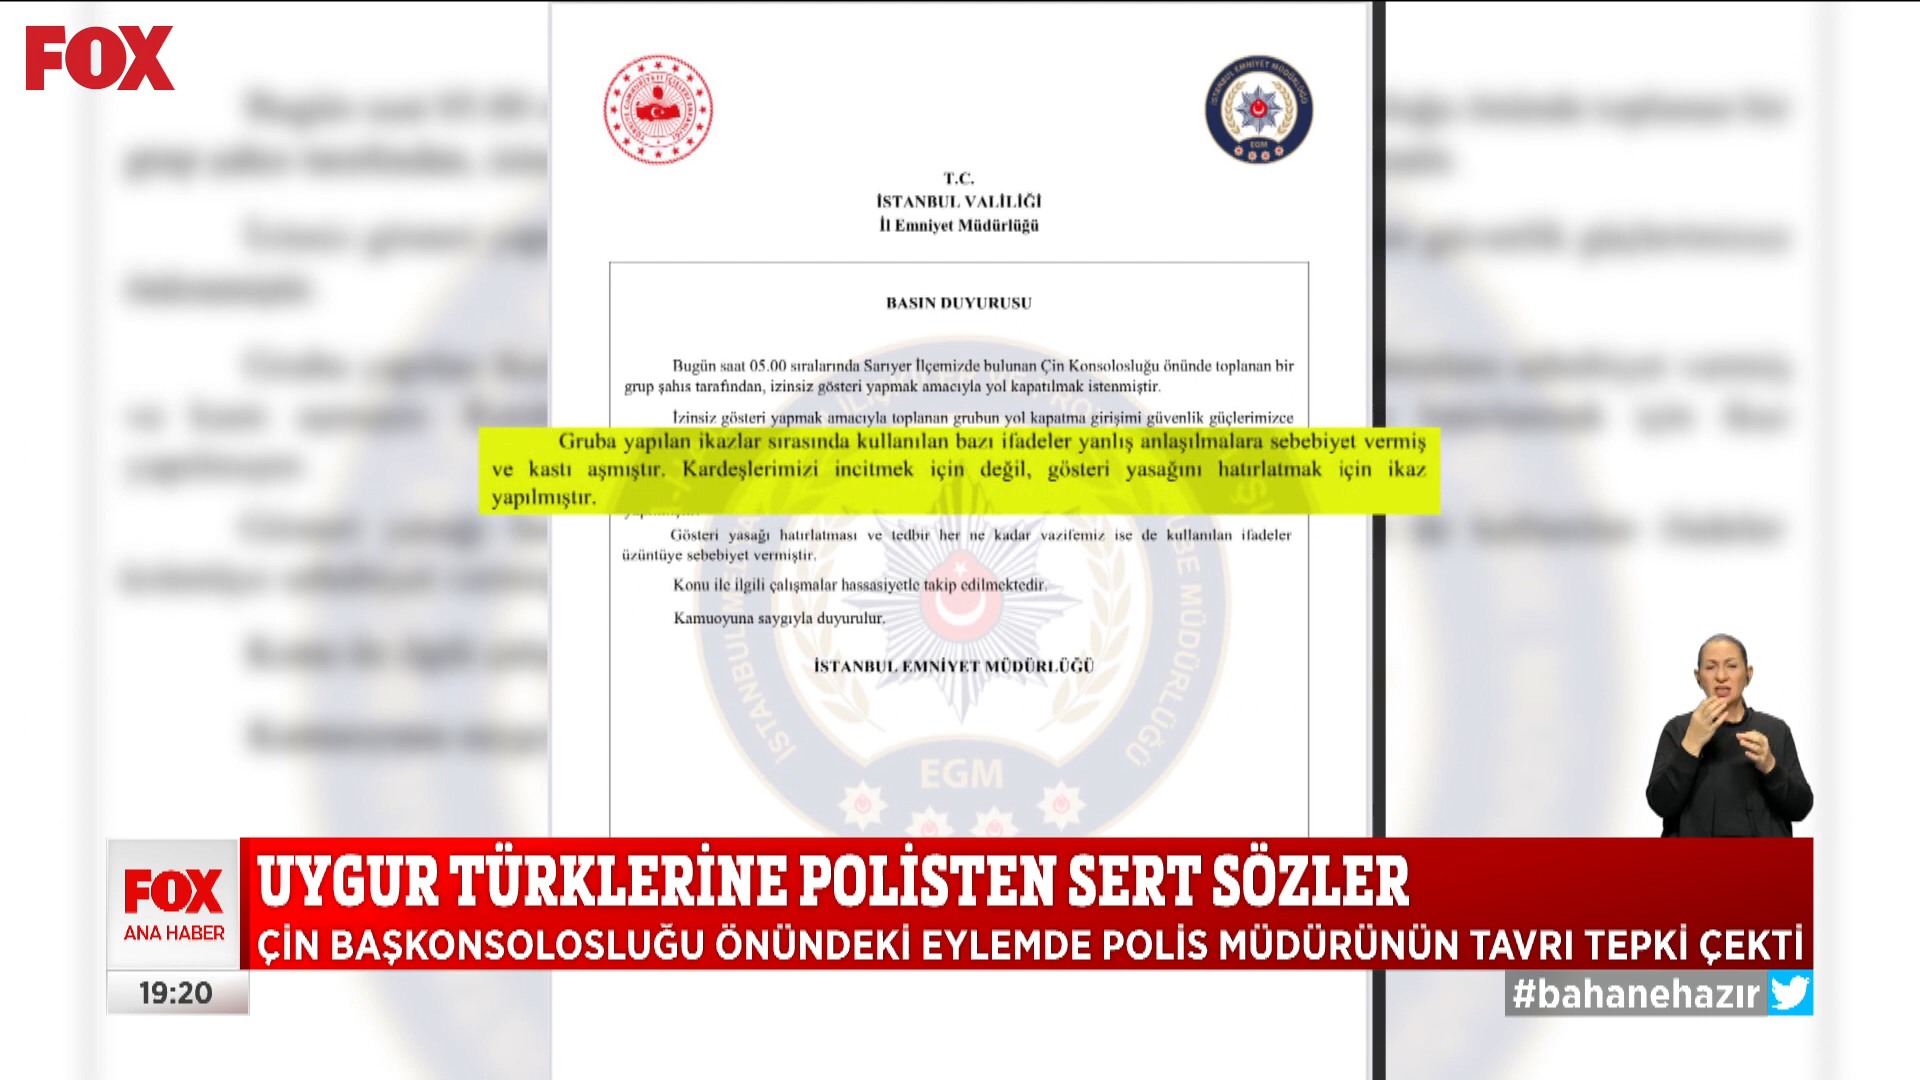 FOX
T.C.
İSTANBUL VALİLİĞİ
İl Emniyet Müdürlüğü
BASIN DUYURUSU
Bugün saat 05.00 sıralarında Sarıyer İlçemizde bulunan Çin Konsolosluğu önünde toplanan bir
grup şahıs tarafından, izinsiz gösteri yapmak amacıyla yol kapatılmak istenmiştir.
İzinsiz gösteri yapmak amacıyla toplanan grubun yol kapatma girişimi güvenlik güçlerimizce
Gruba yapılan ikazlar sırasında kullanılan bazı ifadeler yanlış anlaşılmalara sebebiyet vermiş
ve kastı aşmıştır. Kardeşlerimizi incitmek için değil, gösteri yasağını hatırlatmak için ikaz
yapılmıştır.
Gösteri yasağı hatırlatması ve tedbir her ne kadar vazifemiz ise de kullanılan ifadeler
üzüntüye sebebiyet vermiştir.
Konu ile ilgili çalışmalar hassasiyetle takip edilmektedir.
Kamuoyuna saygıyla duyurulur.
İSTANBUL EMNİYET MÜDÜRLÜĞÜ
EGM
FOX
ANA HABER
UYGUR TÜRKLERİNE POLİSTEN SERT SÖZLER
ÇİN BAŞKONSOLOSLUĞU ÖNÜNDEKİ EYLEMDE POLİS MÜDÜRÜNÜN TAVRI TEPKİ ÇEKTİ
19:20
#bahanehazır